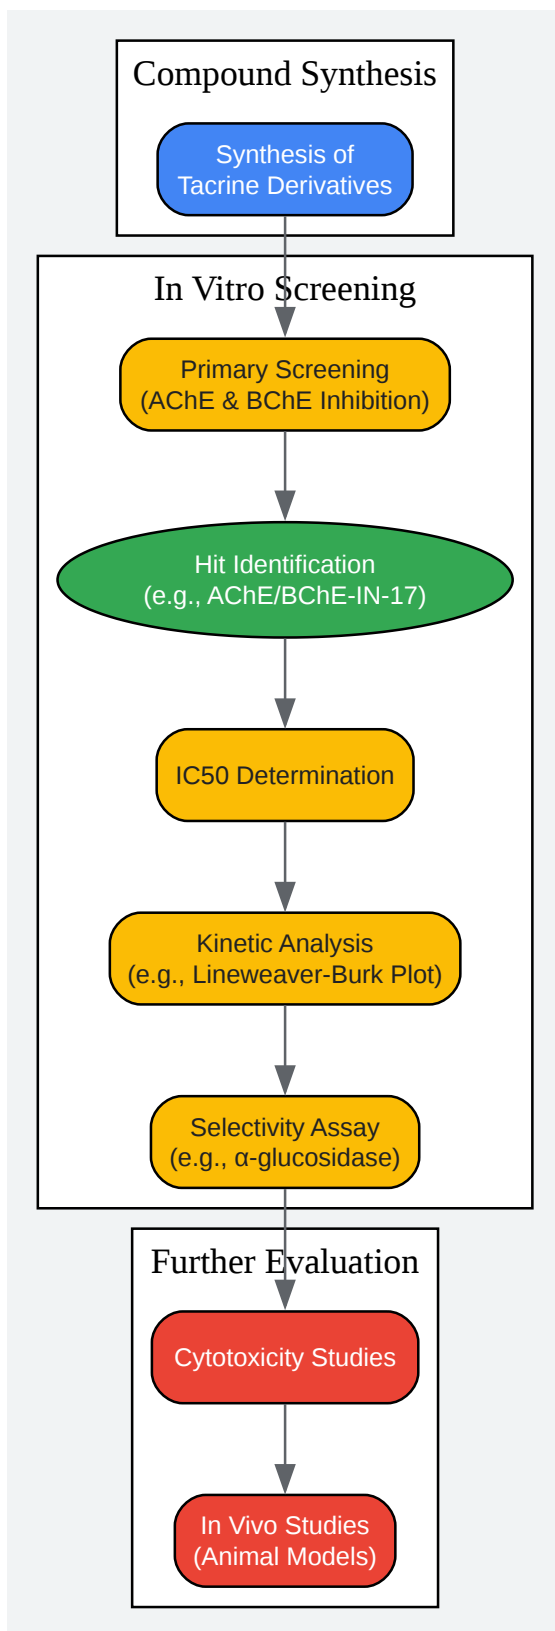 Compound Synthesis
Synthesis of
Tacrine Derivatives
In Vitro Screening
Primary Screening
(AChE & BChE Inhibition)
Hit Identification
(e.g., AChE/BChE-IN-17)
IC50 Determination
Kinetic Analysis
(e.g., Lineweaver-Burk Plot)
Selectivity Assay
(e.g., α-glucosidase)
Further Evaluation
Cytotoxicity Studies
In Vivo Studies
(Animal Models)